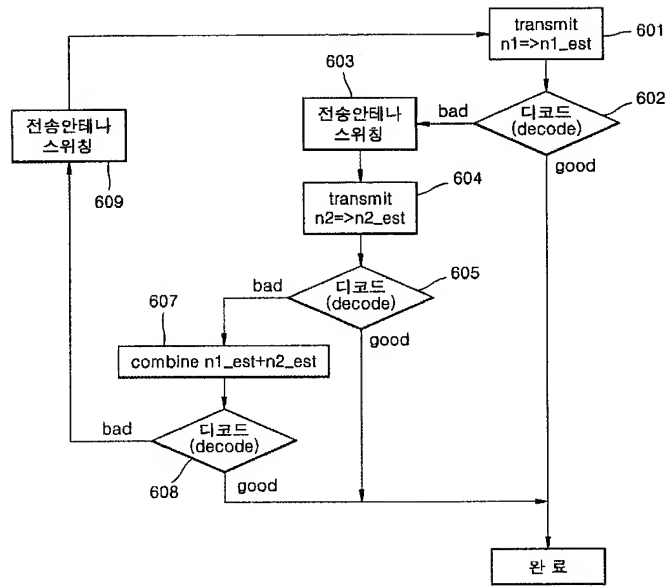 transmit
n1=>n1_est
601
디코드
(decode)
602
bad
good
603
전송안테나
스위칭
604
transmit
n2=>n2_est
디코드
(decode)
605
bad
good
607
combine n1_est+n2_est
디코드
(decode)
608
bad
good
전송안테나
스위칭
609
완 료